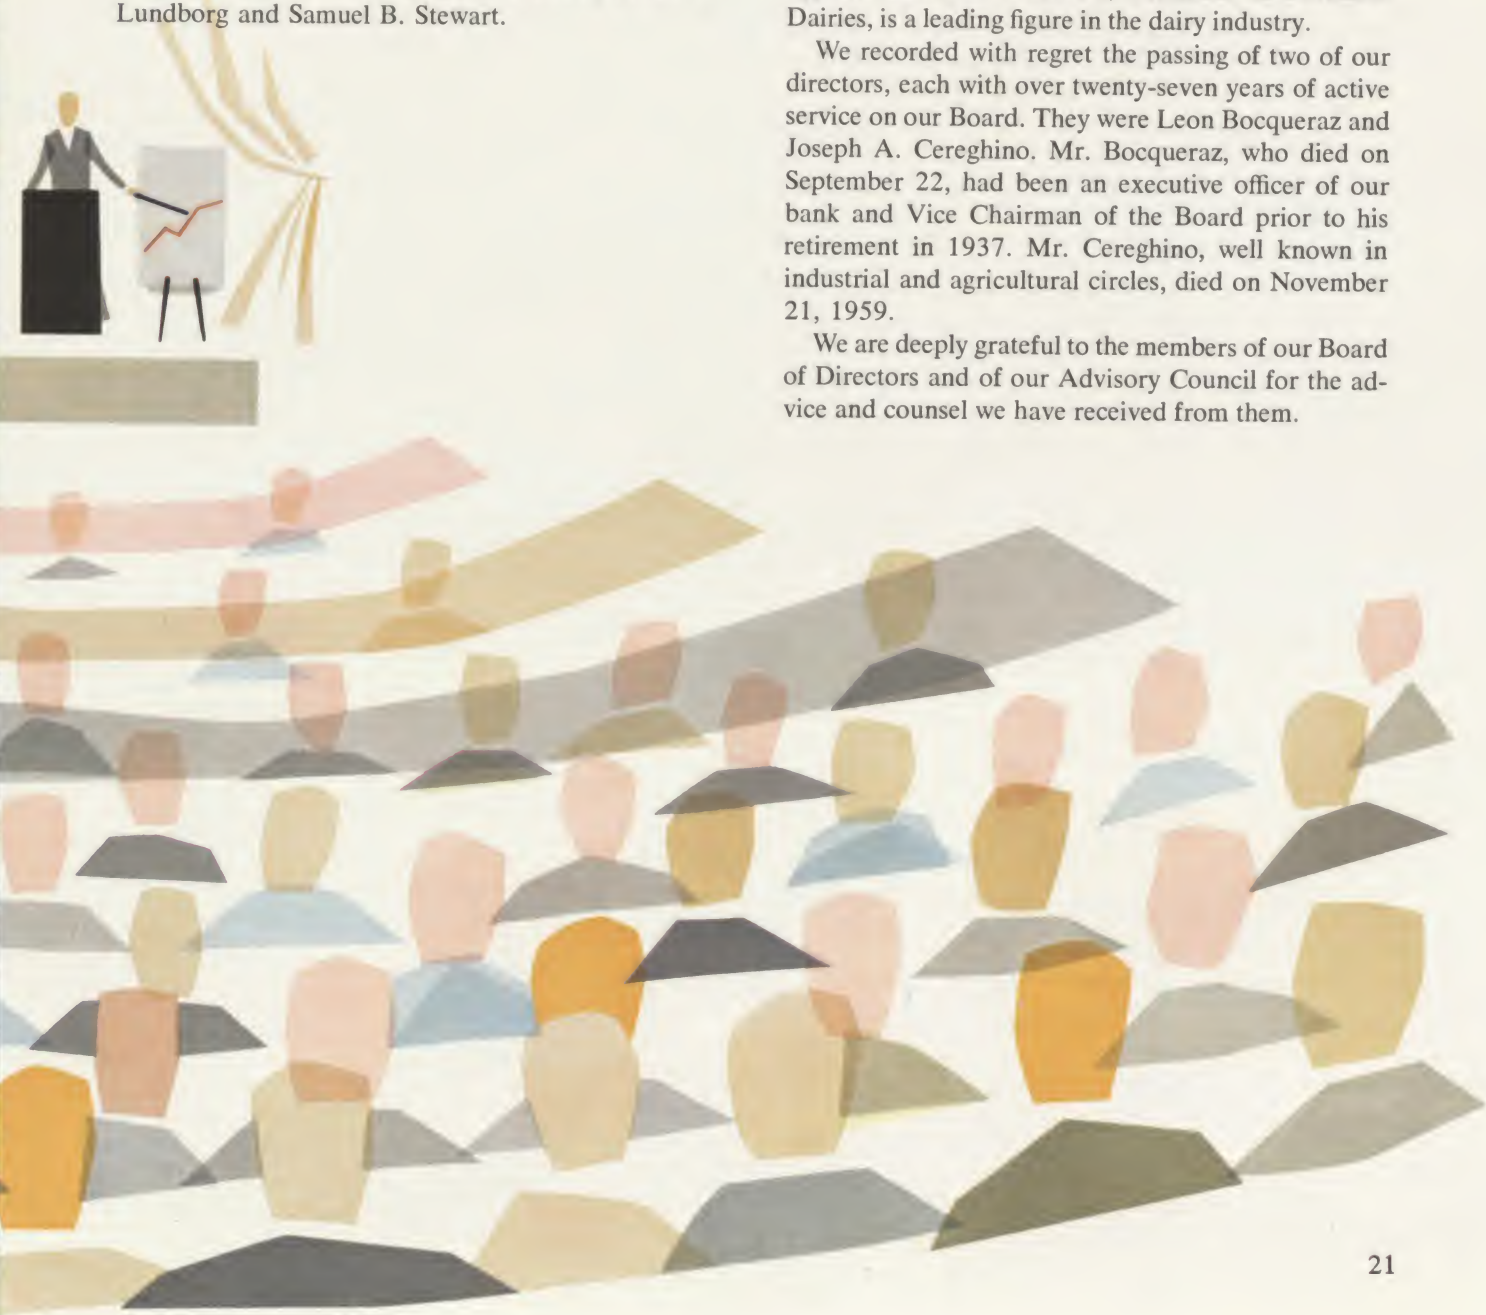 Lundborg and Samuel B. Stewart.
Dairies, is a leading figure in the dairy industry.
We recorded with regret the passing of two of our
directors, each with over twenty-seven years of active
service on our Board. They were Leon Bocqueraz and
Joseph A. Cereghino. Mr. Bocqueraz, who died on
September 22, had been an executive officer of our
bank and Vice Chairman of the Board prior to his
retirement in 1937. Mr. Cereghino, well known in
industrial and agricultural circles, died on November
21, 1959.
We are deeply grateful to the members of our Board
of Directors and of our Advisory Council for the ad-
vice and counsel we have received from them.
21